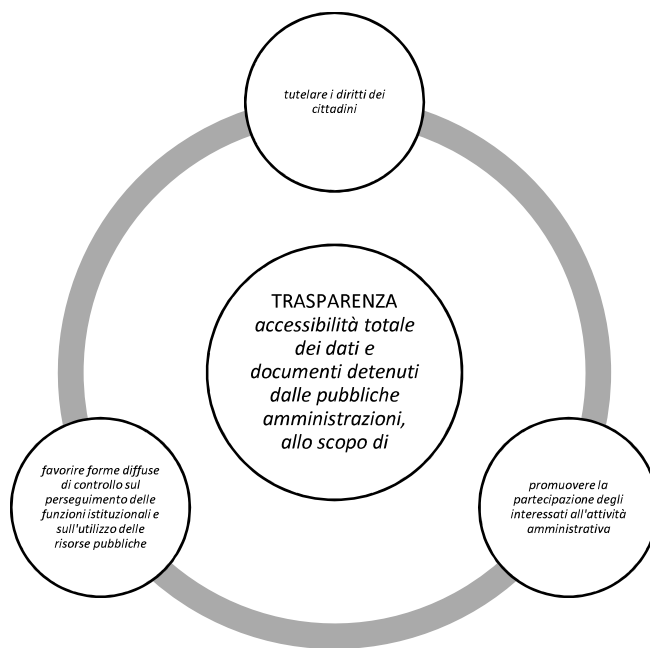 tutelare i diritti dei
cittadini
TRASPARENZA
accessibilità totale
dei dati e
documenti detenuti
dalle pubbliche
amministrazioni,
allo scopo di
favorire forme diffuse
di controllo sul
perseguimento delle
funzioni istituzionali e
sull'utilizzo delle
risorse pubbliche
promuovere la
partecipazione degli
interessati all'attività
amministrativa